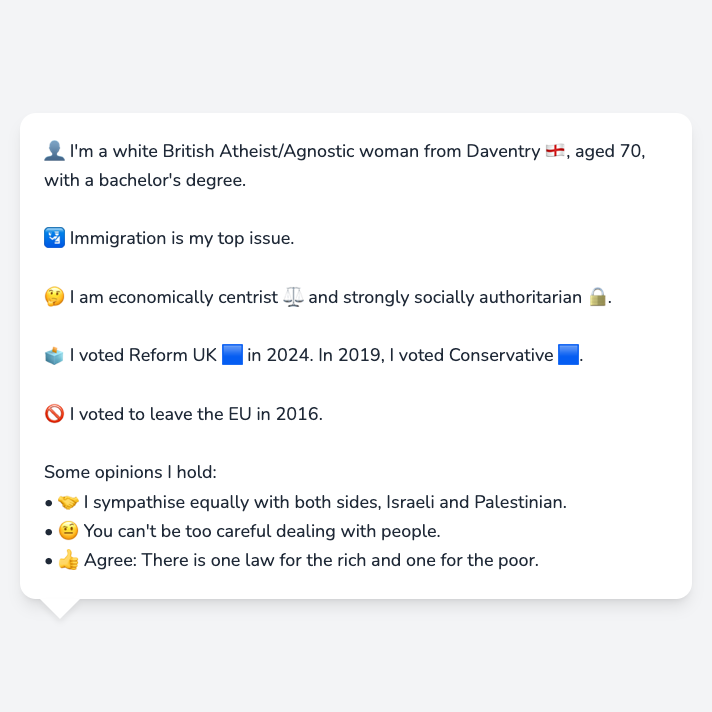 👤 I'm a white British Atheist/Agnostic woman from Daventry 🏴󠁧󠁢󠁥󠁮󠁧󠁿, aged 70,
with a bachelor's degree.
🛂 Immigration is my top issue.
🤔 I am economically centrist ⚖️ and strongly socially authoritarian 🔒.
🗳️ I voted Reform UK 🟦 in 2024. In 2019, I voted Conservative 🟦.
🚫 I voted to leave the EU in 2016.
Some opinions I hold:
• 🤝 I sympathise equally with both sides, Israeli and Palestinian.
• 🤨 You can't be too careful dealing with people.
• 👍 Agree: There is one law for the rich and one for the poor.